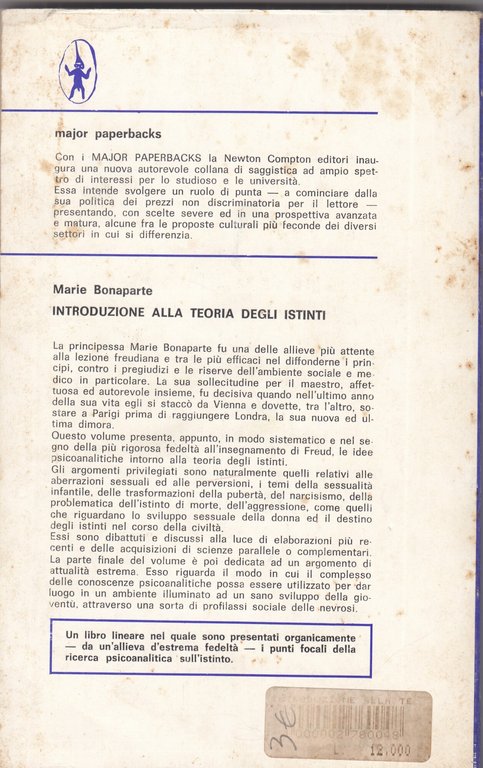 major paperbacks
Con i MAJOR PAPERBACKS la Newton Compton editori inau-
gura una nuova autorevole collana di saggistica ad ampio spet-
tro di interessi per lo studioso e le università.
Essa intende svolgere un ruolo di punta — a cominciare dalla
sua politica dei prezzi non discriminatoria per il lettore —
presentando, con scelte severe ed in una prospettiva avanzata
e matura, alcune fra le proposte culturali più feconde dei diversi
settori in cui si differenzia.
Marie Bonaparte
INTRODUZIONE ALLA TEORIA DEGLI ISTINTI
La principessa Marie Bonaparte fu una delle allieve più attente
alla lezione freudiana e tra le più efficaci nel diffonderne i prin-
cipi, contro i pregiudizi e le riserve dell'ambiente sociale e me-
dico in particolare. La sua sollecitudine per il maestro, affet-
tuosa ed autorevole insieme, fu decisiva quando nell'ultimo anno
della sua vita egli si staccò da Vienna e dovette, tra l'altro, so-
stare a Parigi prima di raggiungere Londra, la sua nuova ed ul-
tima dimora.
Questo volume presenta, appunto, in modo sistematico e nel se-
gno della più rigorosa fedeltà all'insegnamento di Freud, le idee
psicoanalitiche intorno alla teoria degli istinti.
Gli argomenti privilegiati sono naturalmente quelli relativi alle
aberrazioni sessuali ed alle perversioni, i temi della sessualità
infantile, delle trasformazioni della pubertà, del narcisismo, della
problematica dell'istinto di morte, dell'aggressione, come quelli
che riguardano lo sviluppo sessuale della donna ed il destino
degli istinti nel corso della civiltà.
Essi sono dibattuti e discussi alla luce di elaborazioni più re-
centi e delle acquisizioni di scienze parallele o complementari.
La parte finale del volume è poi dedicata ad un argomento di
attualità estrema. Esso riguarda il modo in cui il complesso
delle conoscenze psicoanalitiche possa essere utilizzato per dar
luogo in un ambiente illuminato ad un sano sviluppo della gio-
ventù, attraverso una sorta di profilassi sociale delle nevrosi.
Un libro lineare nel quale sono presentati organicamente
— da un'allieva d'estrema fedeltà — i punti focali della
ricerca psicoanalitica sull'istinto.
3€
L 12.000